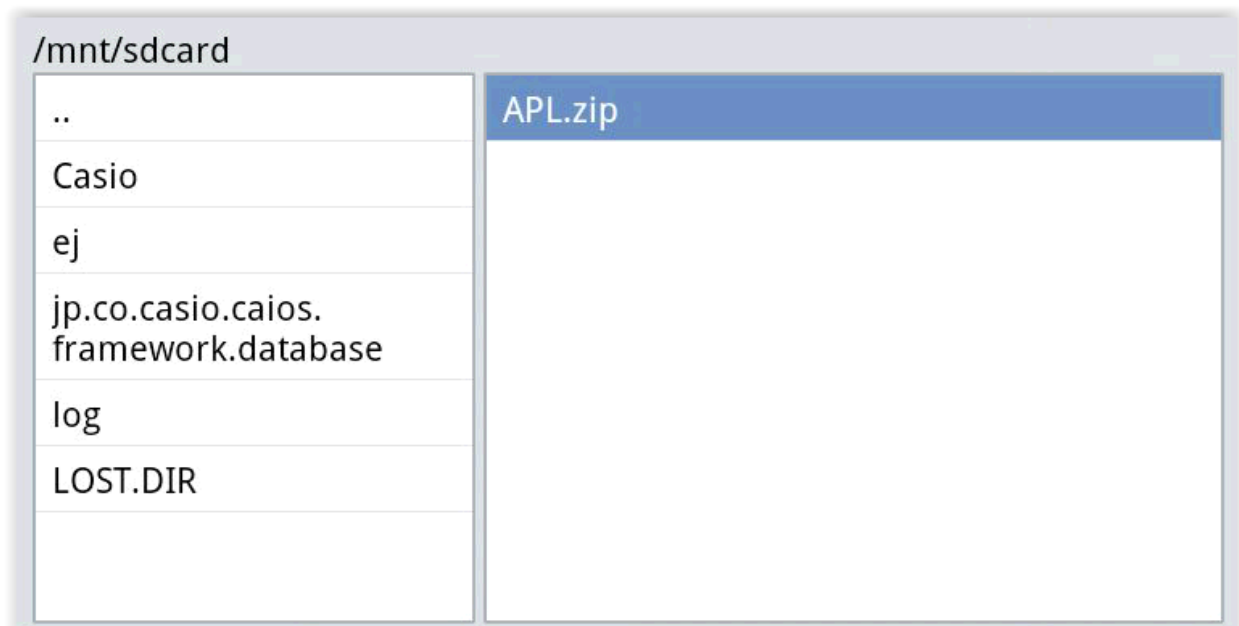 /mnt/sdcard
..
Casio
ej
jp.co.casio.caios.
framework.database
log
LOST.DIR
APL.zip